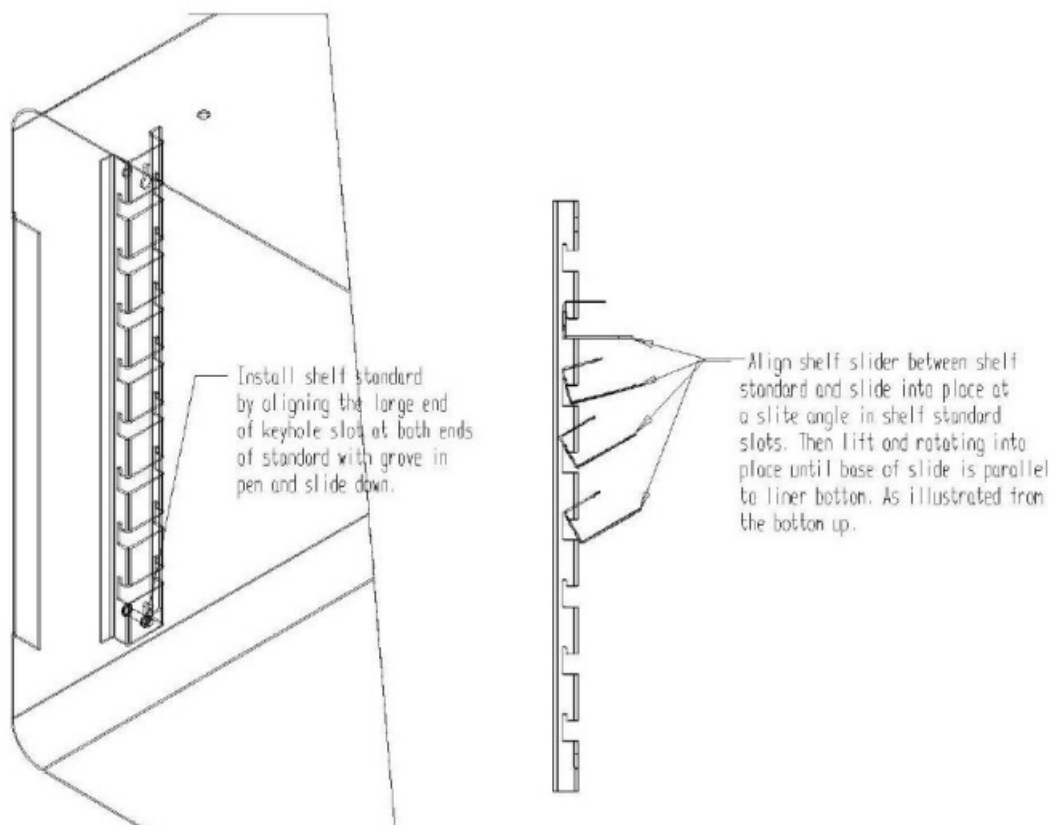 Install shelf standard
by aligning the large end
of keyhole slot at both ends
of standard with grove in
pen and slide down.
Align shelf slider between shelf
standard and slide into place at
a slite angle in shelf standard
slots. Then lift and rotating into
place until base of slide is parallel
to liner bottom. As illustrated from
the bottom up.